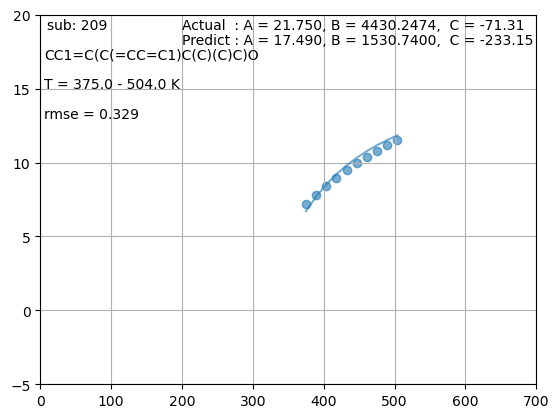 sub: 209
Actual : A = 21.750, B = 4430.2474, C = -71.31
Predict : A = 17.490, B = 1530.7400, C = -233.15
CC1=C(C(=CC=C1)C(C)(C)C)O
T = 375.0 - 504.0 K
rmse = 0.329
20
15
10
5
0
−5
0 100 200 300 400 500 600 700